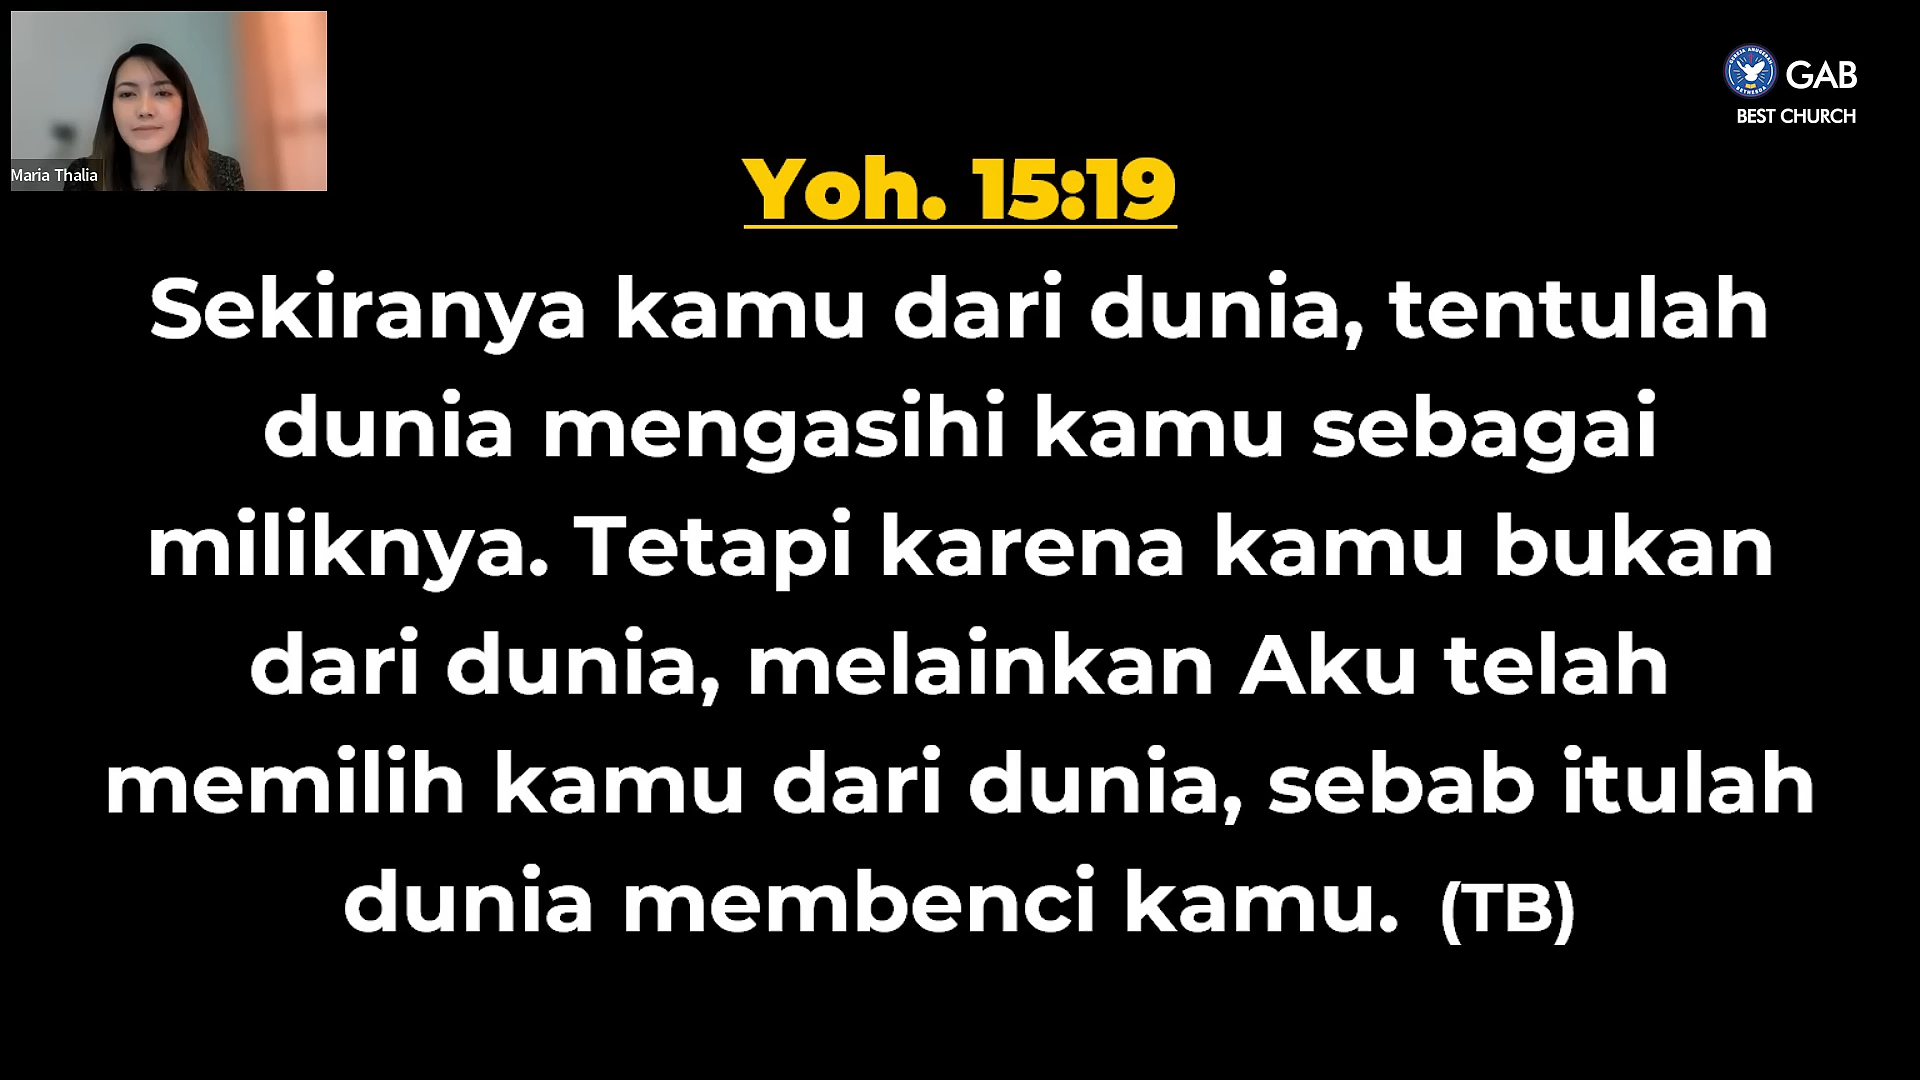 Maria Thalia
GAB
BEST CHURCH
Yoh. 15:19
Sekiranya kamu dari dunia, tentulah
dunia mengasihi kamu sebagai
miliknya. Tetapi karena kamu bukan
dari dunia, melainkan Aku telah
memilih kamu dari dunia, sebab itulah
dunia membenci kamu. (TB)